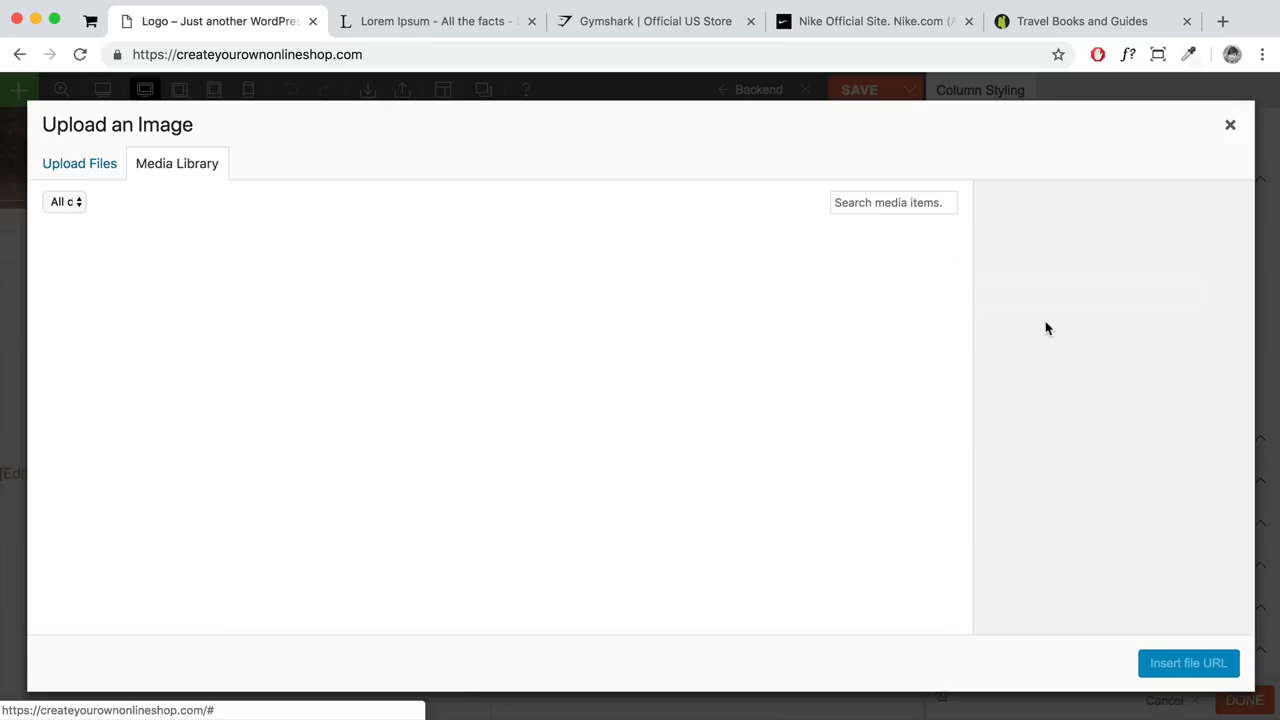 Logo – Just another WordPres
Lorem Ipsum - All the facts -
Gymshark | Official US Store
Nike Official Site. Nike.com (A
Travel Books and Guides
https://createyourownonlineshop.com
f?
Backend
SAVE
Column Styling
Upload an Image
Upload Files
Media Library
All c
Search media items.
[Edi
Insert file URL
https://createyourownonlineshop.com/#
Cancel
DONE